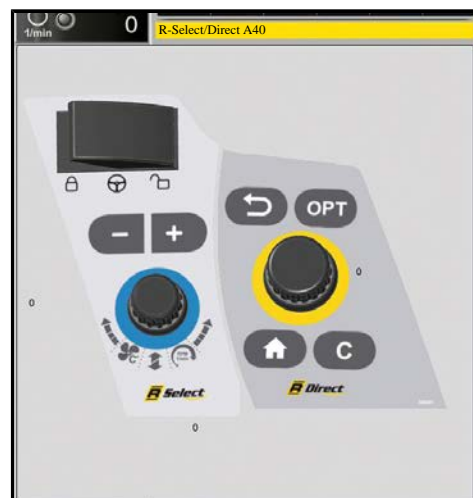 1/min
0
R-Select/Direct A40
− +
OPT
0
0
C
°C
R Select
R Direct
0